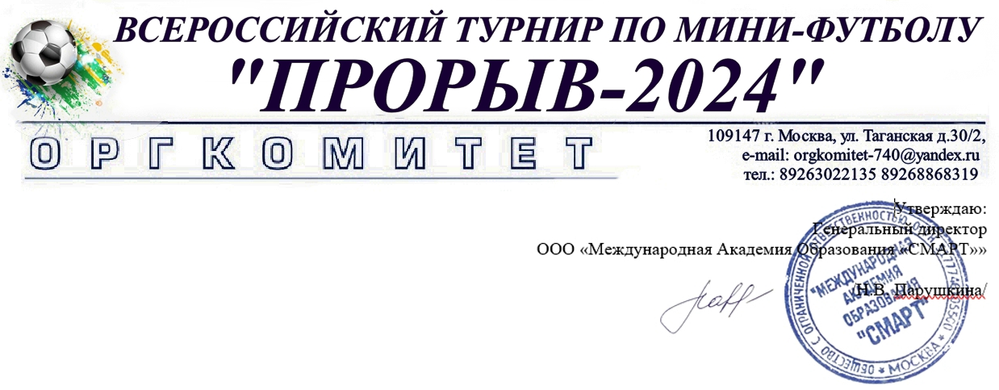 ВСЕРОССИЙСКИЙ ТУРНИР ПО МИНИ-ФУТБОЛУ
"ПРОРЫВ-2024"
ОРГКОМИТЕТ
109147 г. Москва, ул. Таганская д.30/2,
e-mail: orgkomitet-740@yandex.ru
тел.: 89263022135 89268868319
Утверждаю:
Генеральный директор
ООО «Международная Академия Образования «СМАРТ»»
Н.В. Парушкина/
ОБЩЕСТВО С ОГРАНИЧЕННОЙ ОТВЕТСТВЕННОСТЬЮ
"МЕЖДУНАРОДНАЯ
АКАДЕМИЯ
ОБРАЗОВАНИЯ
"СМАРТ"
* МОСКВА *